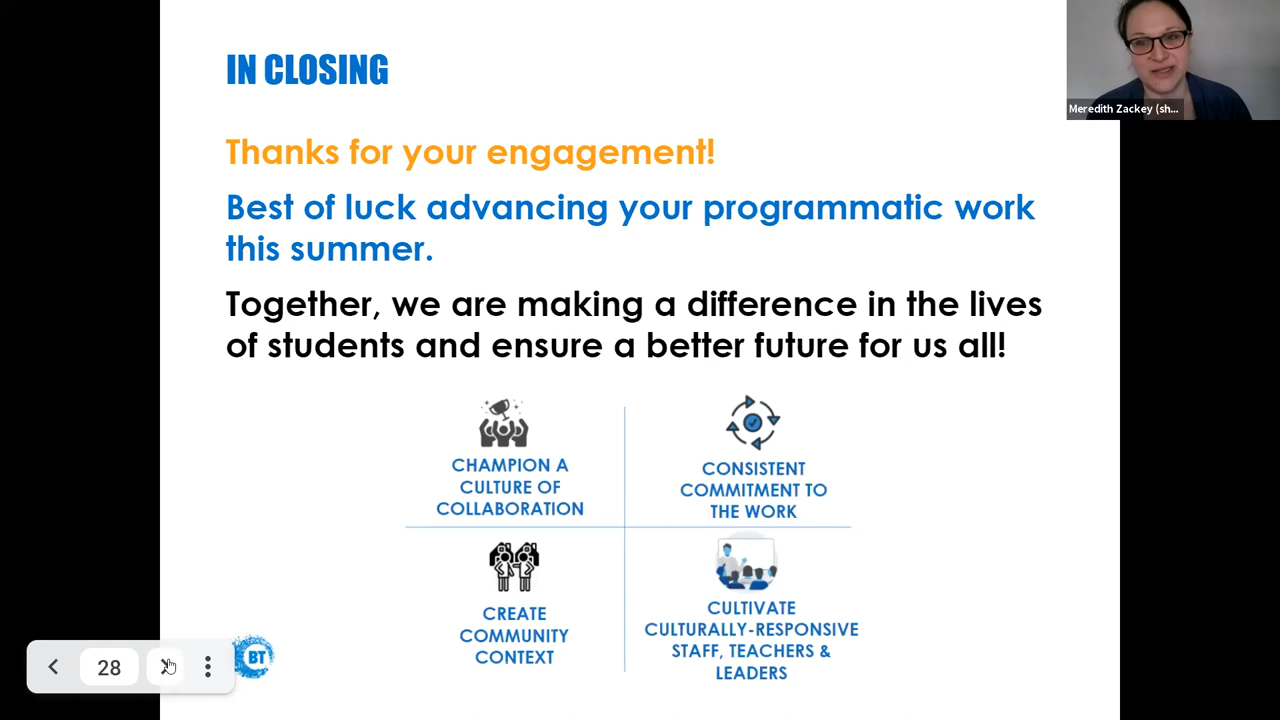 IN CLOSING
Meredith Zackey (sh...
Thanks for your engagement!
Best of luck advancing your programmatic work
this summer.
Together, we are making a difference in the lives
of students and ensure a better future for us all!
CHAMPION A
CULTURE OF
COLLABORATION
CONSISTENT
COMMITMENT TO
THE WORK
CREATE
COMMUNITY
CONTEXT
CULTIVATE
CULTURALLY-RESPONSIVE
STAFF, TEACHERS &
LEADERS
28
BT